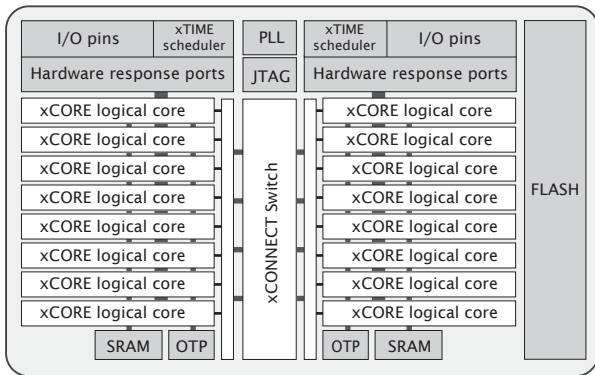 I/O pins
xTIME
scheduler
PLL
xTIME
scheduler
I/O pins
Hardware response ports
JTAG
Hardware response ports
xCORE logical core
xCORE logical core
xCORE logical core
xCORE logical core
xCORE logical core
xCORE logical core
xCORE logical core
xCORE logical core
xCONNECT Switch
xCORE logical core
xCORE logical core
xCORE logical core
xCORE logical core
xCORE logical core
xCORE logical core
xCORE logical core
xCORE logical core
FLASH
SRAM
OTP
OTP
SRAM